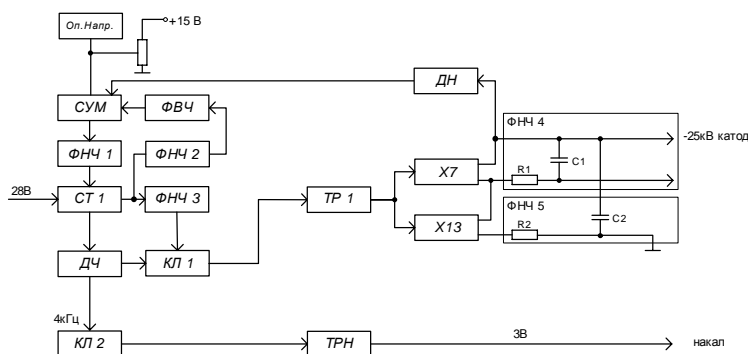 Оп.Напр.
+15 В
СУМ
ФВЧ
ДН
ФНЧ 4
-25кВ катод
ФНЧ 1
ФНЧ 2
C1
X7
R1
28В
СТ 1
ФНЧ 3
ТР 1
ФНЧ 5
X13
R2
C2
ДЧ
КЛ 1
4кГц
КЛ 2
ТРН
3В
накал